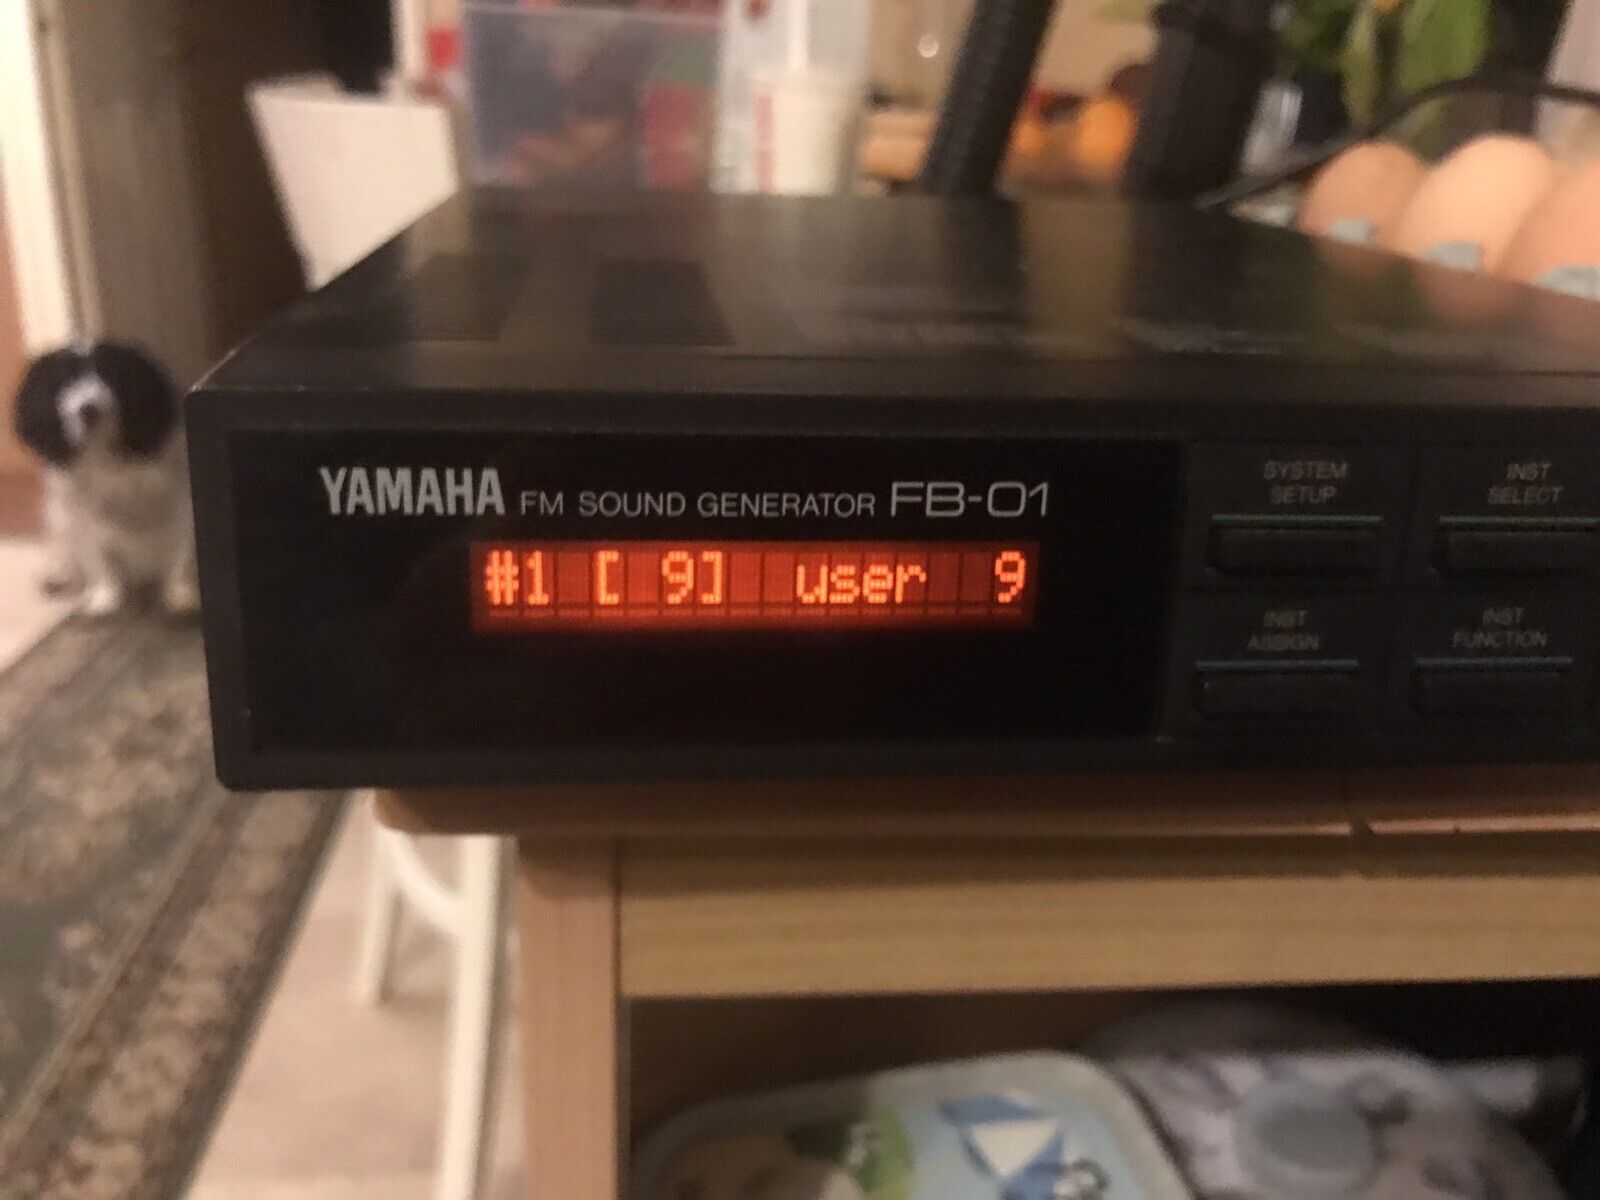 YAMAHA FM SOUND GENERATOR FB-01
#1 [ 9] user 9
SYSTEM
SETUP
INST
SELECT
INST
ASSIGN
INST
FUNCTION